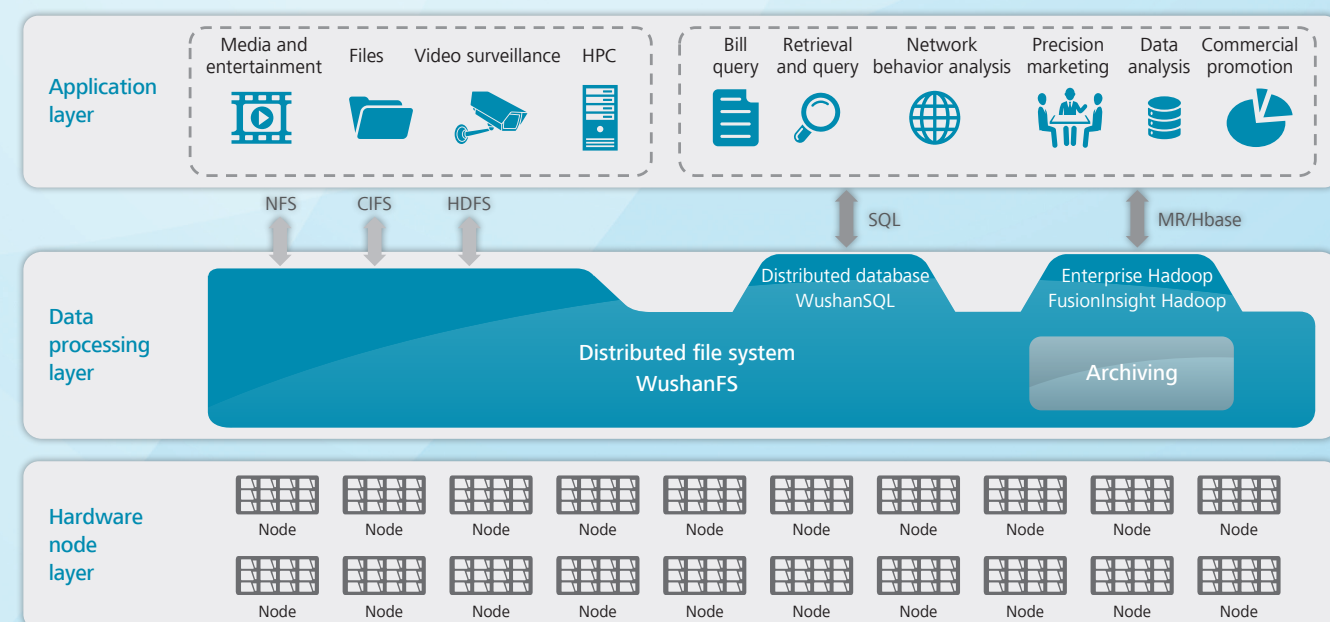 Application
layer
Media and
entertainment
Files
Video surveillance
HPC
Bill
query
Retrieval
and query
Network
behavior analysis
Precision
marketing
Data
analysis
Commercial
promotion
NFS
CIFS
HDFS
SQL
MR/Hbase
Data
processing
layer
Distributed file system
WushanFS
Distributed database
WushanSQL
Enterprise Hadoop
FusionInsight Hadoop
Archiving
Hardware
node
layer
Node Node Node Node Node Node Node Node Node Node
Node Node Node Node Node Node Node Node Node Node